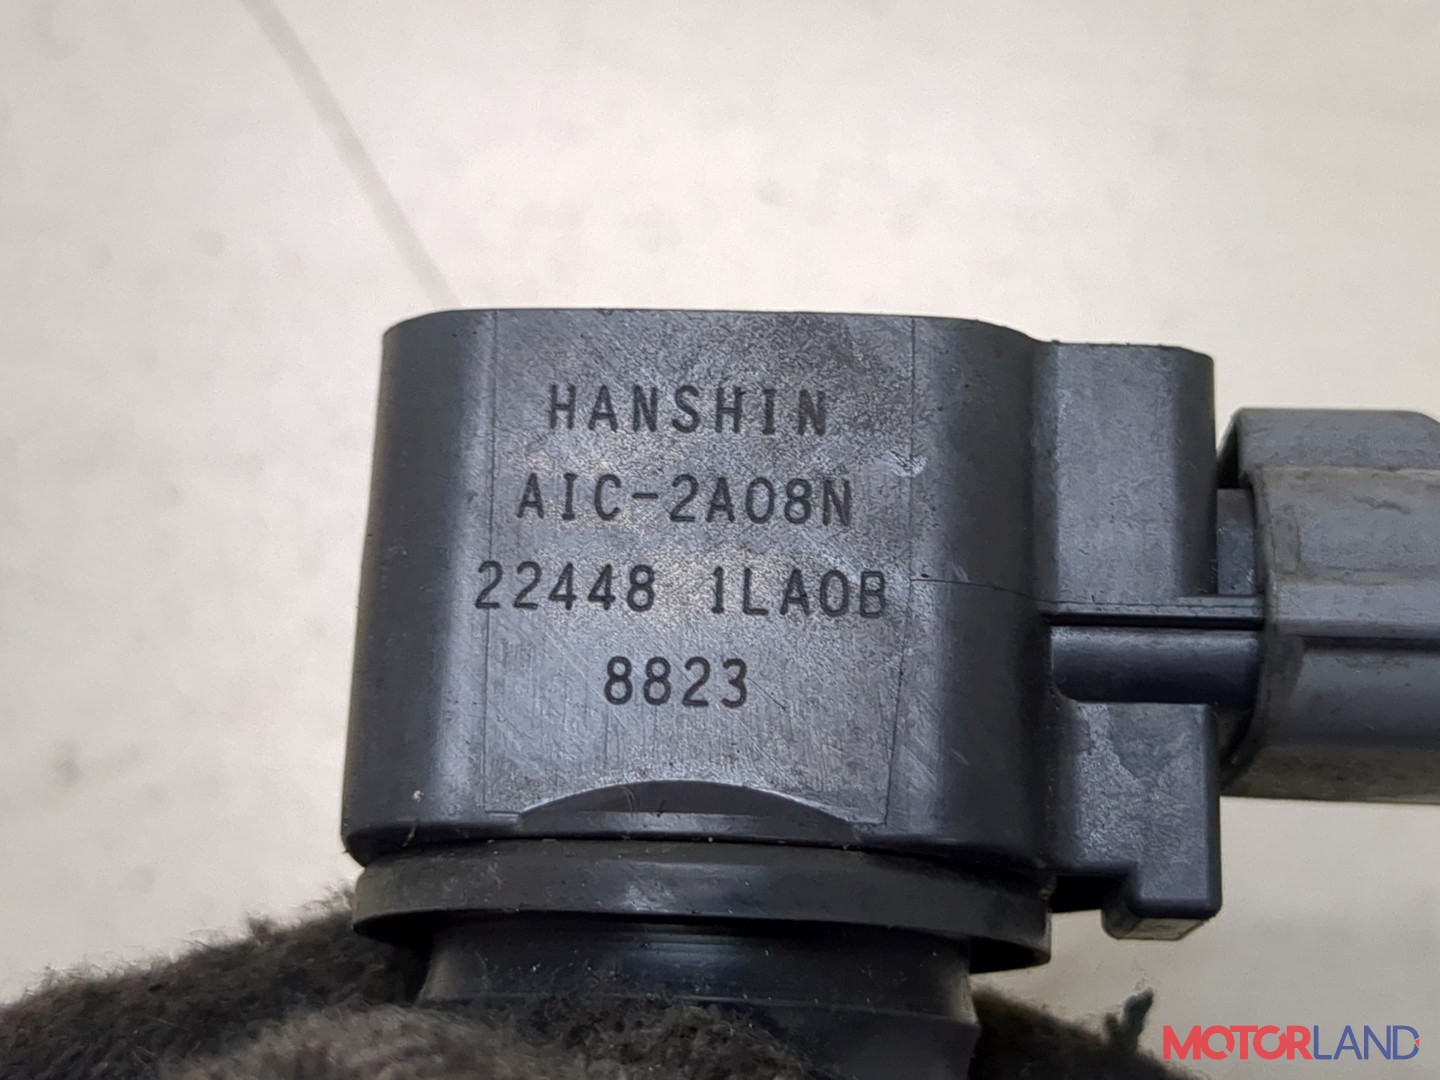 HANSHIN
AIC-2A08N
22448 1LA0B
8823
MOTORLAND